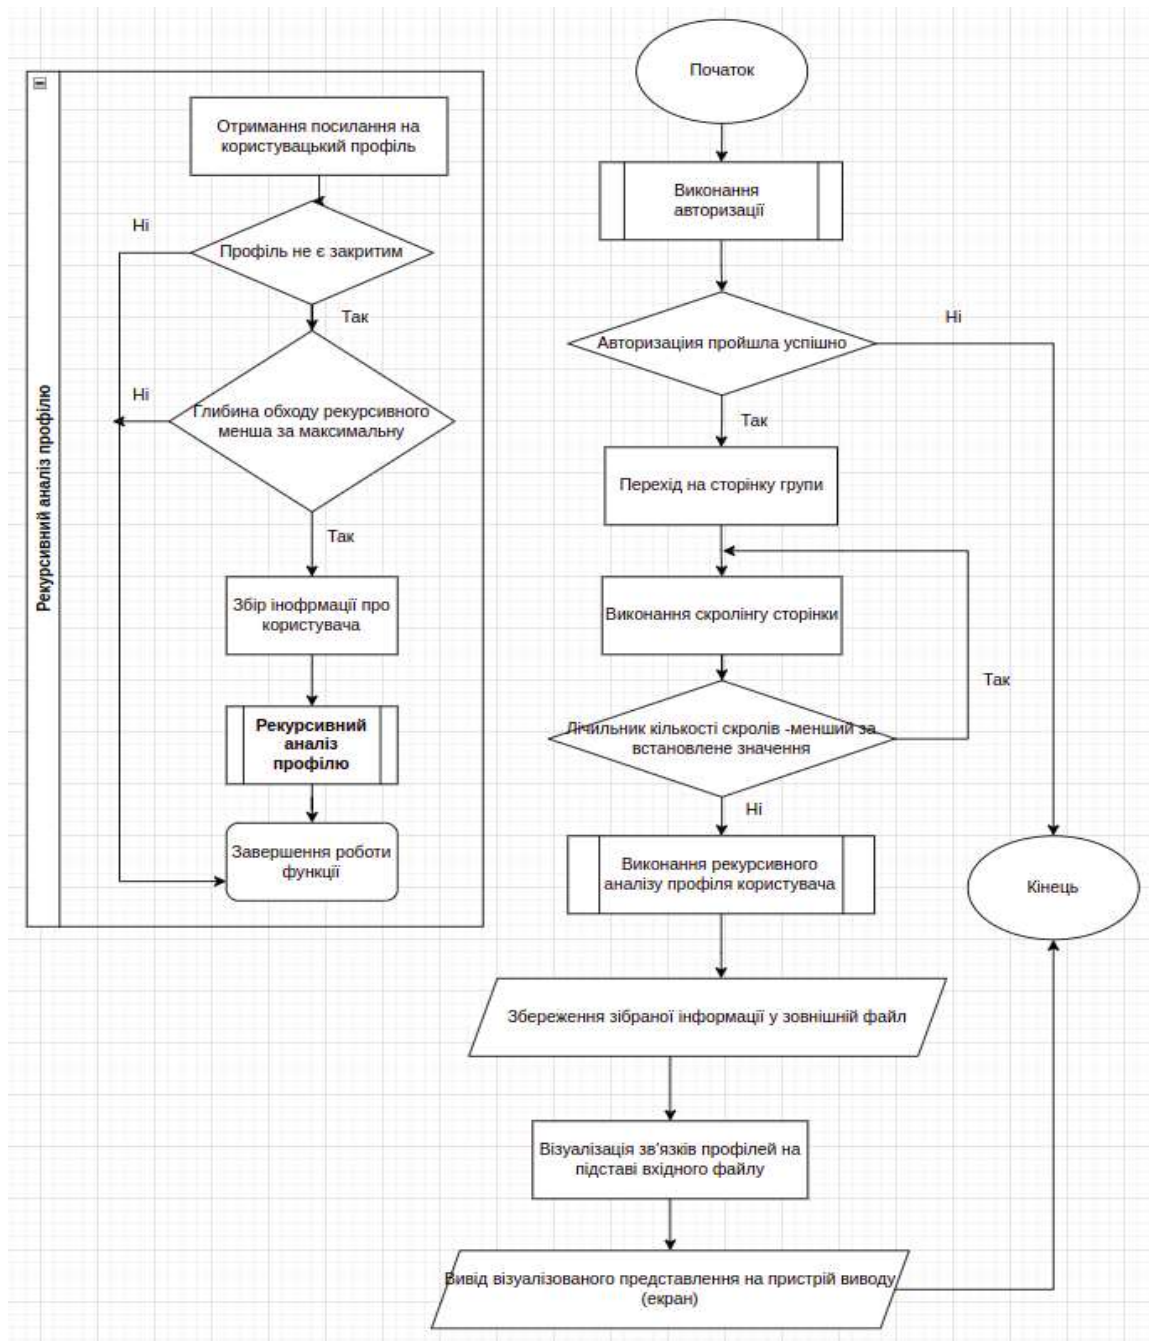 Рекурсивний аналіз профілю
Отримання посилання на
користувацький профіль
Ні
Профіль не є закритим
Так
Ні
Глибина обходу рекурсивного
менша за максимальну
Так
Збір інофрмації про
користувача
Рекурсивний
аналіз
профілю
Завершення роботи
функції
Початок
Виконання
авторизації
Авторизаціия пройшла успішно
Ні
Так
Перехід на сторінку групи
Виконання скролінгу сторінки
Так
Лічильник кількості скролів -менший за
встановлене значення
Ні
Виконання рекурсивного
аналізу профіля користувача
Кінець
Збереження зібраної інформації у зовнішній файл
Візуалізація зв'язків профілей на
підставі вхідного файлу
Вивід візуалізованого представлення на пристрій виводу
(екран)